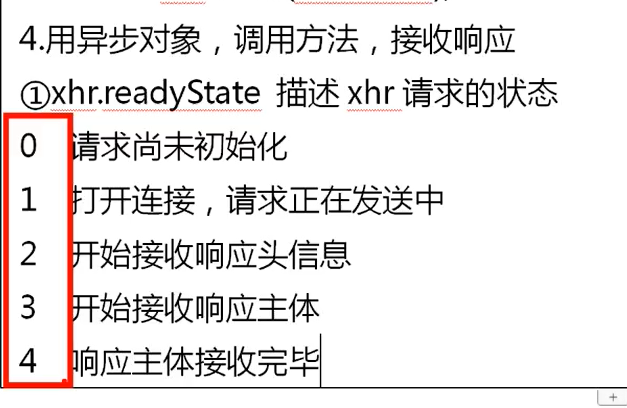 4.用异步对象，调用方法，接收响应
①xhr.readyState 描述 xhr 请求的状态
0 请求尚未初始化
1 打开连接，请求正在发送中
2 开始接收响应头信息
3 开始接收响应主体
4 响应主体接收完毕